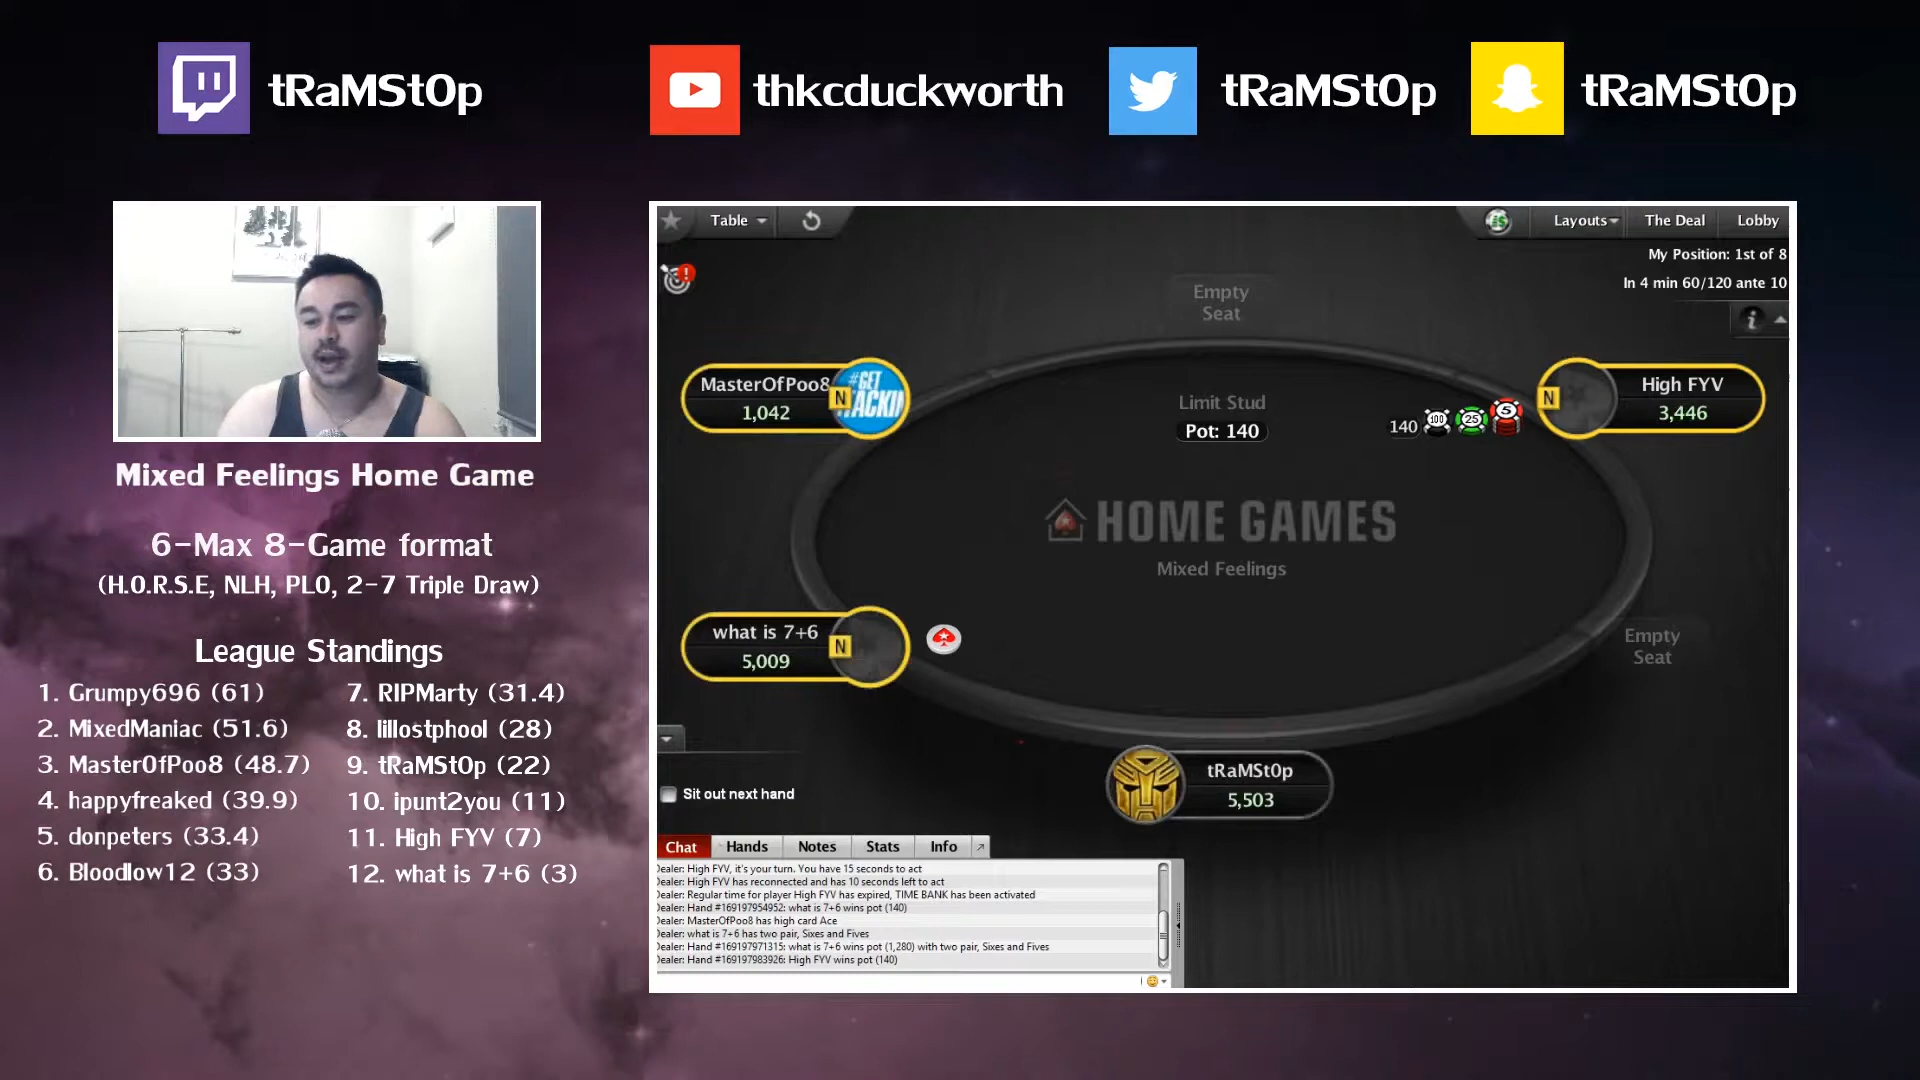 tRaMSt0p
thkcduckworth
tRaMSt0p
tRaMSt0p
Mixed Feelings Home Game
6-Max 8-Game format
(H.O.R.S.E, NLH, PLO, 2-7 Triple Draw)
League Standings
1. Grumpy696 (61)
2. MixedManiac (51.6)
3. MasterOfPoo8 (48.7)
4. happyfreaked (39.9)
5. donpeters (33.4)
6. Bloodlow12 (33)
7. RIPMarty (31.4)
8. lillostphool (28)
9. tRaMSt0p (22)
10. ipunt2you (11)
11. High FYV (7)
12. what is 7+6 (3)
Table
Layouts
The Deal
Lobby
My Position: 1st of 8
In 4 min 60/120 ante 10
i
Empty
Seat
MasterOfPoo8
1,042
N
#GET
Limit Stud
Pot: 140
140
100
25
5
N
High FYV
3,446
HOME GAMES
Mixed Feelings
what is 7+6
5,009
N
Empty
Seat
tRaMSt0p
5,503
Sit out next hand
Chat
Hands
Notes
Stats
Info
Dealer: High FYV, it's your turn. You have 15 seconds to act
Dealer: High FYV has reconnected and has 10 seconds left to act
Dealer: Regular time for player High FYV has expired, TIME BANK has been activated
Dealer: Hand #169197954952: what is 7+6 wins pot (140)
Dealer: MasterOfPoo8 has high card Ace
Dealer: what is 7+6 has two pair, Sixes and Fives
Dealer: Hand #169197971315: what is 7+6 wins pot (1,280) with two pair, Sixes and Fives
Dealer: Hand #169197983926: High FYV wins pot (140)